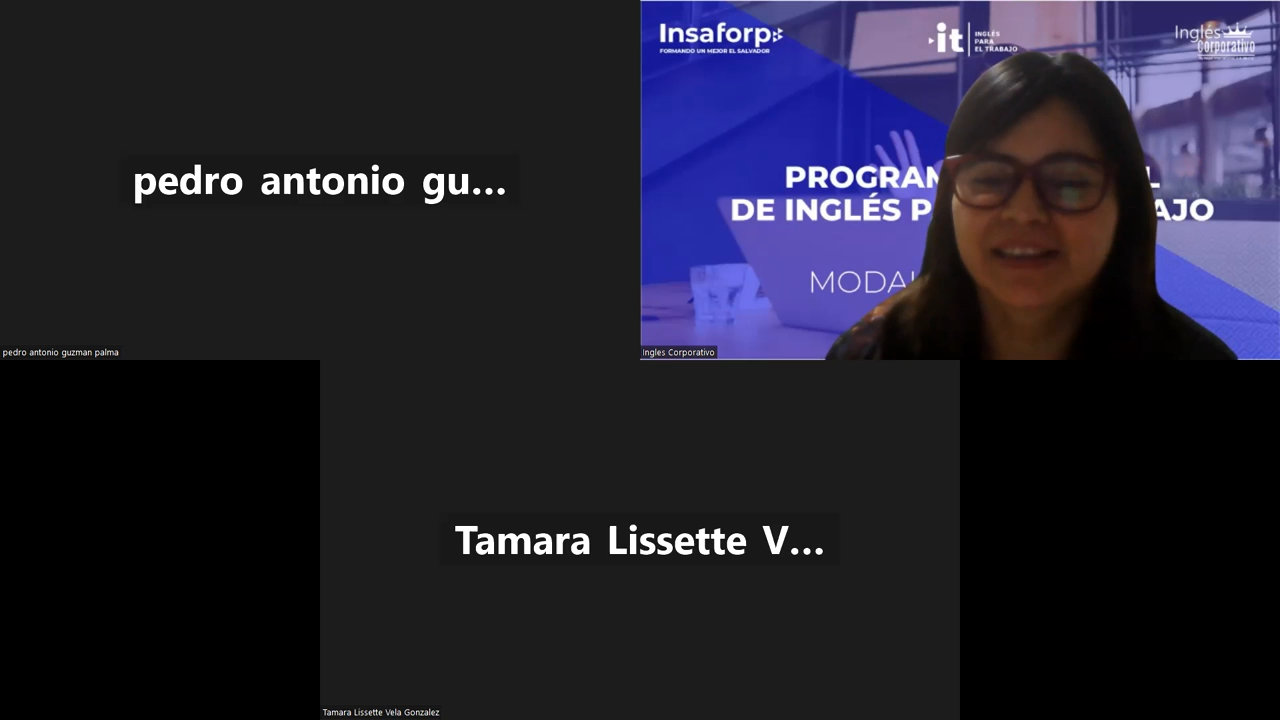 pedro antonio gu...
pedro antonio guzman palma
Insaforp
FORMANDO UN MEJOR EL SALVADOR
it
INGLÉS
PARA
EL TRABAJO
Inglés
Corporativo
PROGRAM L
DE INGLÉS P AJO
MODAL
Ingles Corporativo
Tamara Lissette V...
Tamara Lissette Vela Gonzalez